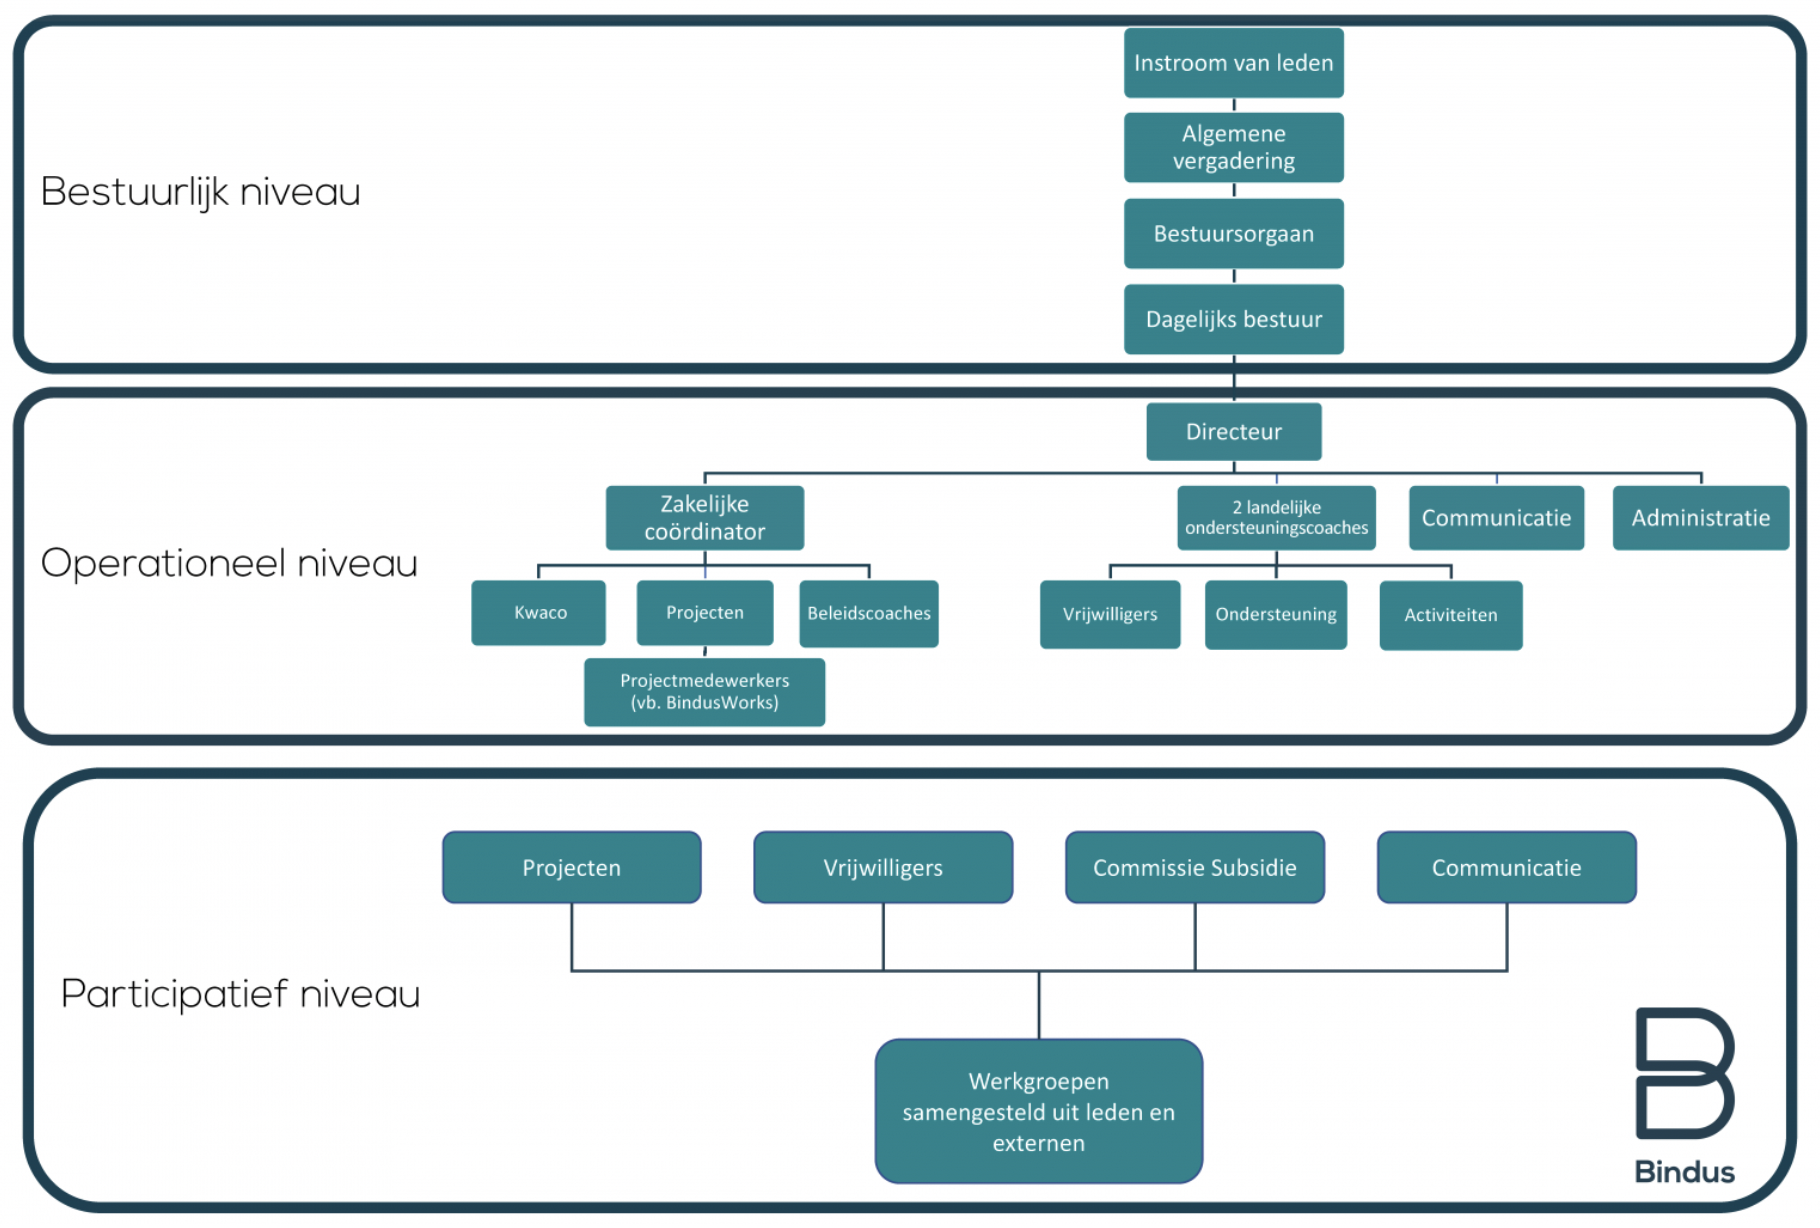 Bestuurlijk niveau
Instroom van leden
Algemene
vergadering
Bestuursorgaan
Dagelijks bestuur
Operationeel niveau
Directeur
Zakelijke
coördinator
2 landelijke
ondersteuningscoaches
Communicatie
Administratie
Kwaco
Projecten
Beleidscoaches
Vrijwilligers
Ondersteuning
Activiteiten
Projectmedewerkers
(vb. BindusWorks)
Participatief niveau
Projecten
Vrijwilligers
Commissie Subsidie
Communicatie
Werkgroepen
samengesteld uit leden en
externen
Bindus